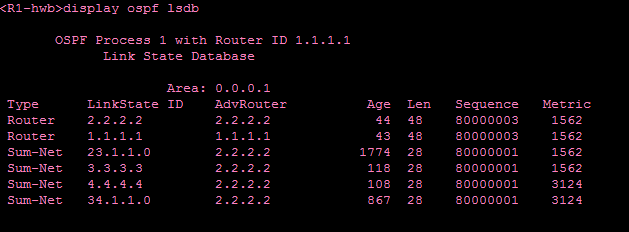 <R1-hwb>display ospf lsdb
OSPF Process 1 with Router ID 1.1.1.1
Link State Database
Area: 0.0.0.1
Type LinkState ID AdvRouter Age Len Sequence Metric
Router 2.2.2.2 2.2.2.2 44 48 80000003 1562
Router 1.1.1.1 1.1.1.1 43 48 80000003 1562
Sum-Net 23.1.1.0 2.2.2.2 1774 28 80000001 1562
Sum-Net 3.3.3.3 2.2.2.2 118 28 80000001 1562
Sum-Net 4.4.4.4 2.2.2.2 108 28 80000001 3124
Sum-Net 34.1.1.0 2.2.2.2 867 28 80000001 3124